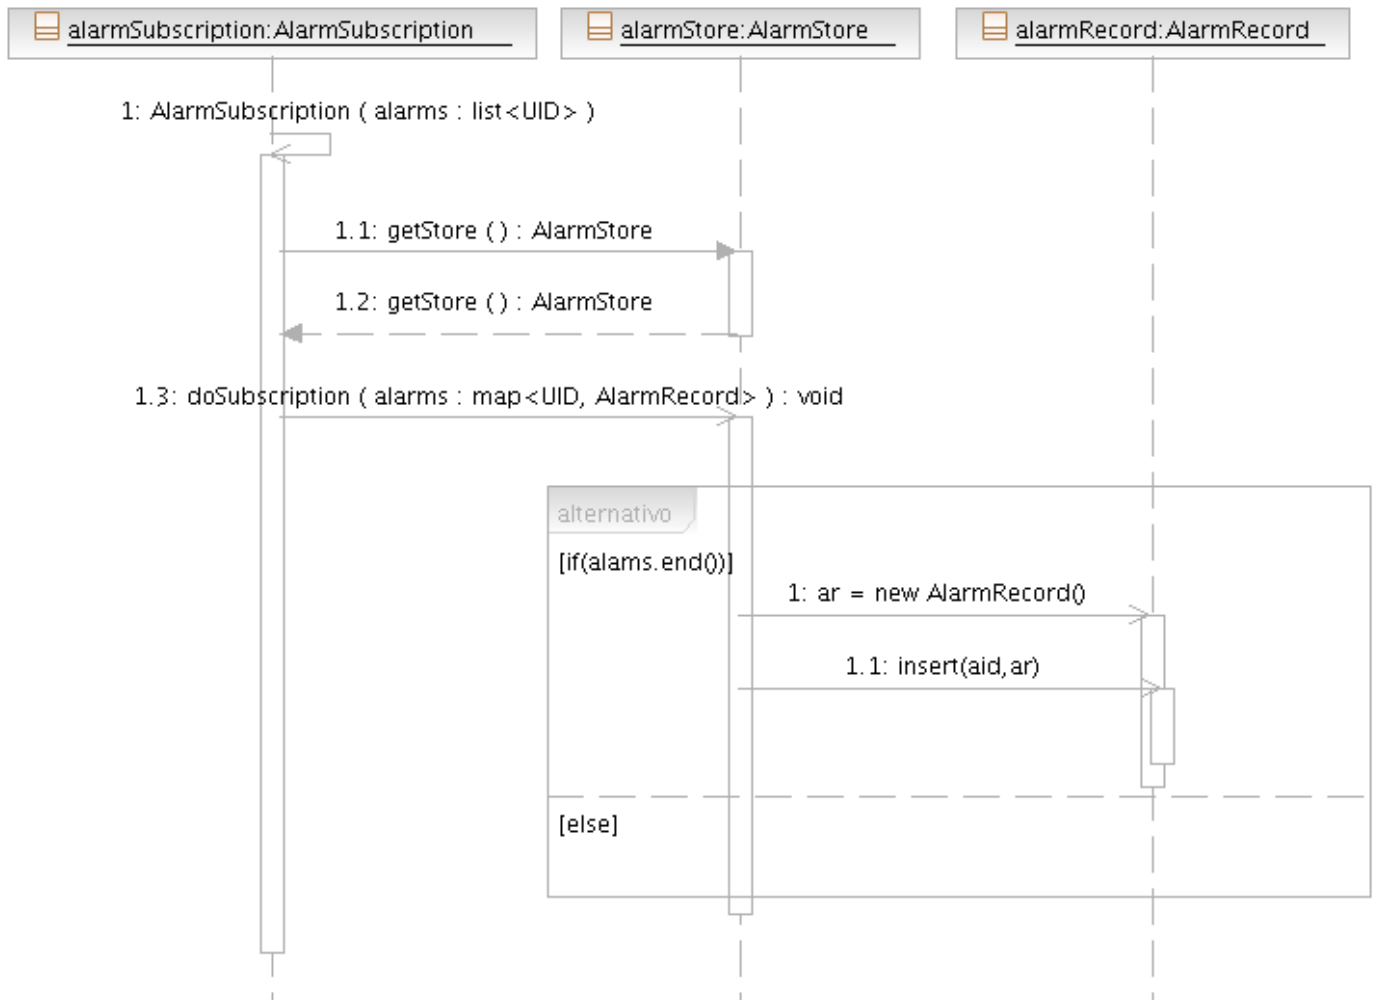 alarmSubscription:AlarmSubscription
alarmStore:AlarmStore
alarmRecord:AlarmRecord
1: AlarmSubscription ( alarms : list<UID> )
1.1: getStore ( ) : AlarmStore
1.2: getStore ( ) : AlarmStore
1.3: doSubscription ( alarms : map<UID, AlarmRecord> ) : void
alternativo
[if(alams.end())]
1: ar = new AlarmRecord()
1.1: insert(aid,ar)
[else]